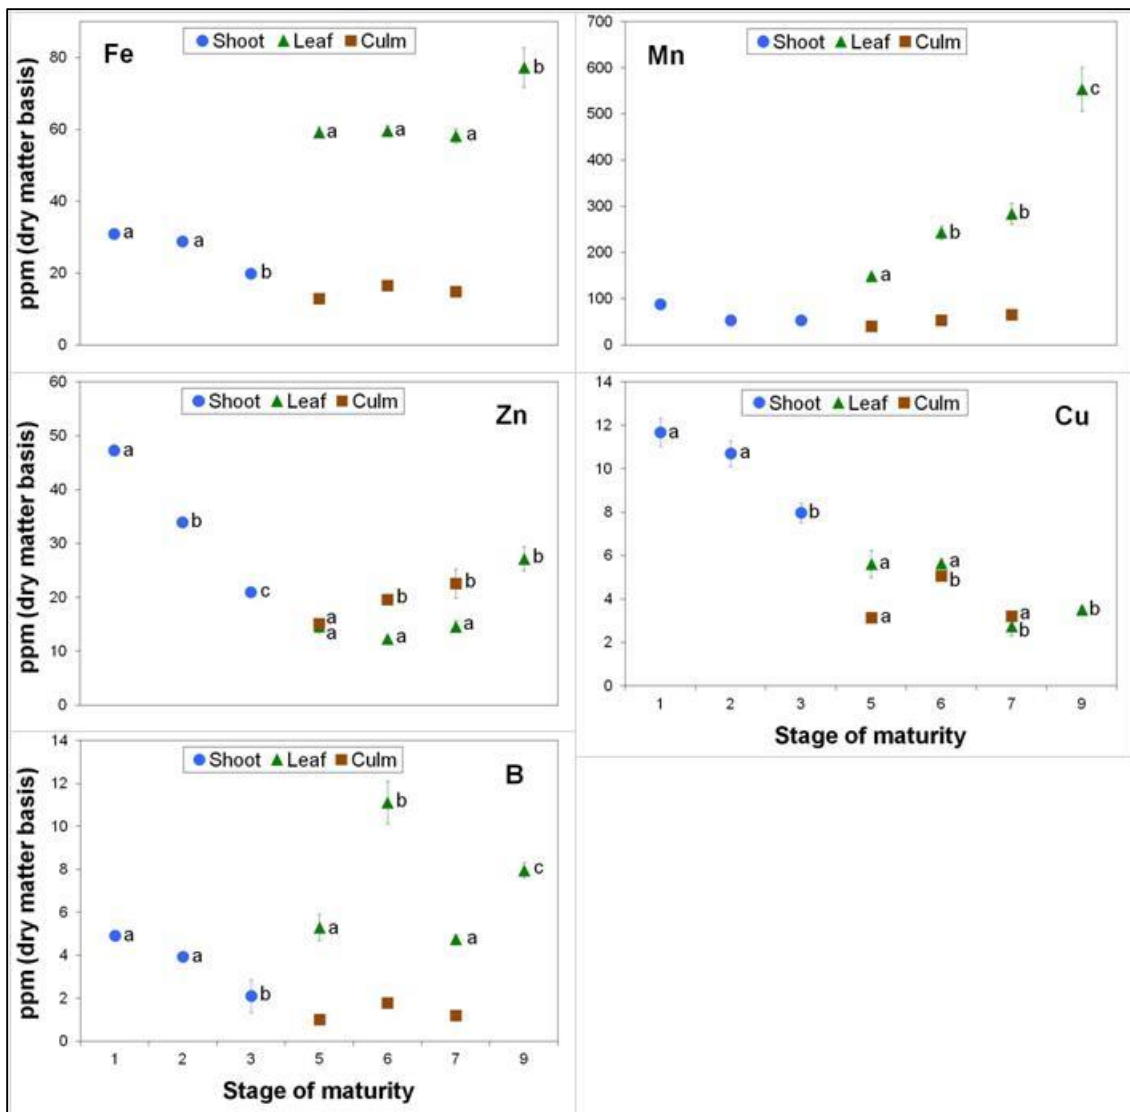 Fe
Shoot Leaf Culm
ppm (dry matter basis)
80
60
40
20
0
a
a
b
a
a
a
b
Mn
Shoot Leaf Culm
700
600
500
400
300
200
100
0
a
b
b
c
Zn
Shoot Leaf Culm
ppm (dry matter basis)
60
50
40
30
20
10
0
a
b
c
a
a
b
a
b
a
b
Cu
Shoot Leaf Culm
14
12
10
8
6
4
2
0
a
a
b
a
a
a
b
a
b
b
1 2 3 5 6 7 9
Stage of maturity
B
Shoot Leaf Culm
ppm (dry matter basis)
14
12
10
8
6
4
2
0
a
a
b
a
b
a
c
1 2 3 5 6 7 9
Stage of maturity